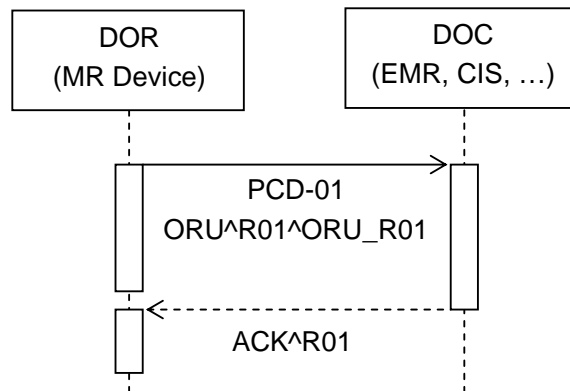 DOR
(MR Device)
DOC
(EMR, CIS, …)
PCD-01
ORU^R01^ORU_R01
ACK^R01